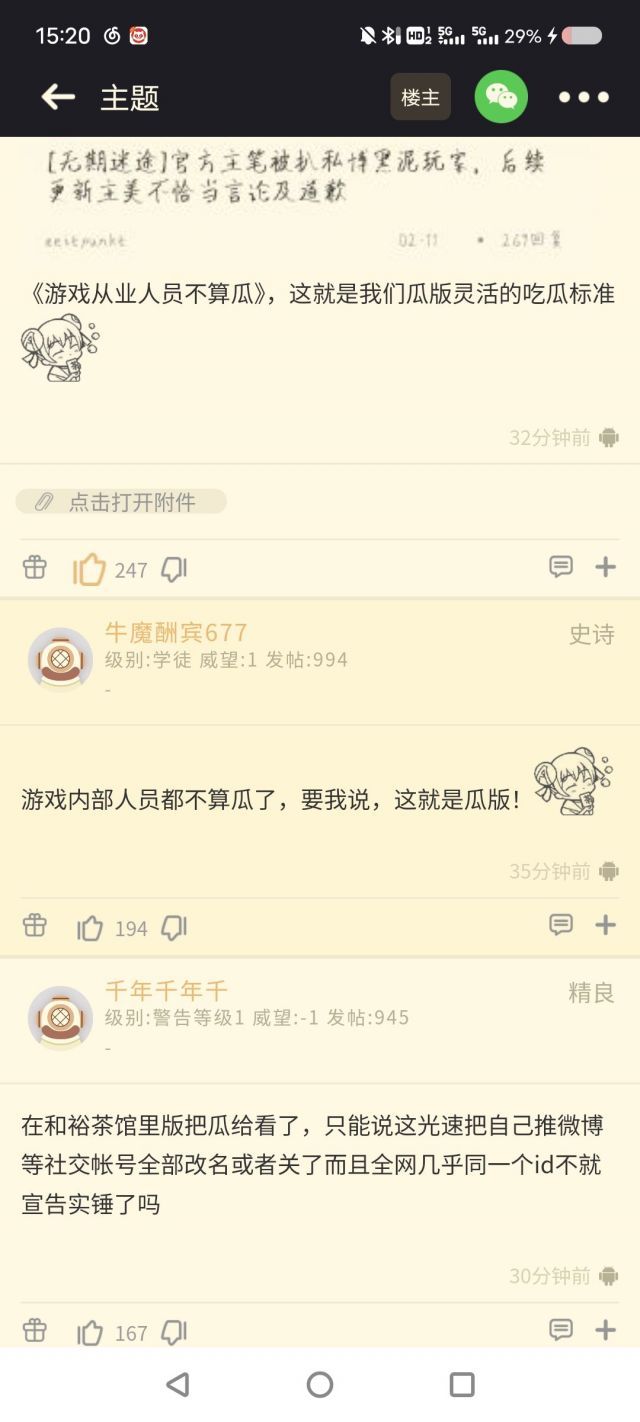 15:20
HD 1 2 5G 5G 29%
主题
楼主
[无期迷途]官方主笔被扒私博黑泥玩家，后续
更新主美不恰当言论及道歉
zeitpunkt 02-11 • 267回复
《游戏从业人员不算瓜》，这就是我们瓜版灵活的吃瓜标准
32分钟前
点击打开附件
247
牛魔酬宾677
史诗
级别:学徒 威望:1 发帖:994
-
游戏内部人员都不算瓜了，要我说，这就是瓜版！
35分钟前
194
千年千年千
精良
级别:警告等级1 威望:-1 发帖:945
-
在和裕茶馆里版把瓜给看了，只能说这光速把自己推微博
等社交帐号全部改名或者关了而且全网几乎同一个id不就
宣告实锤了吗
30分钟前
167